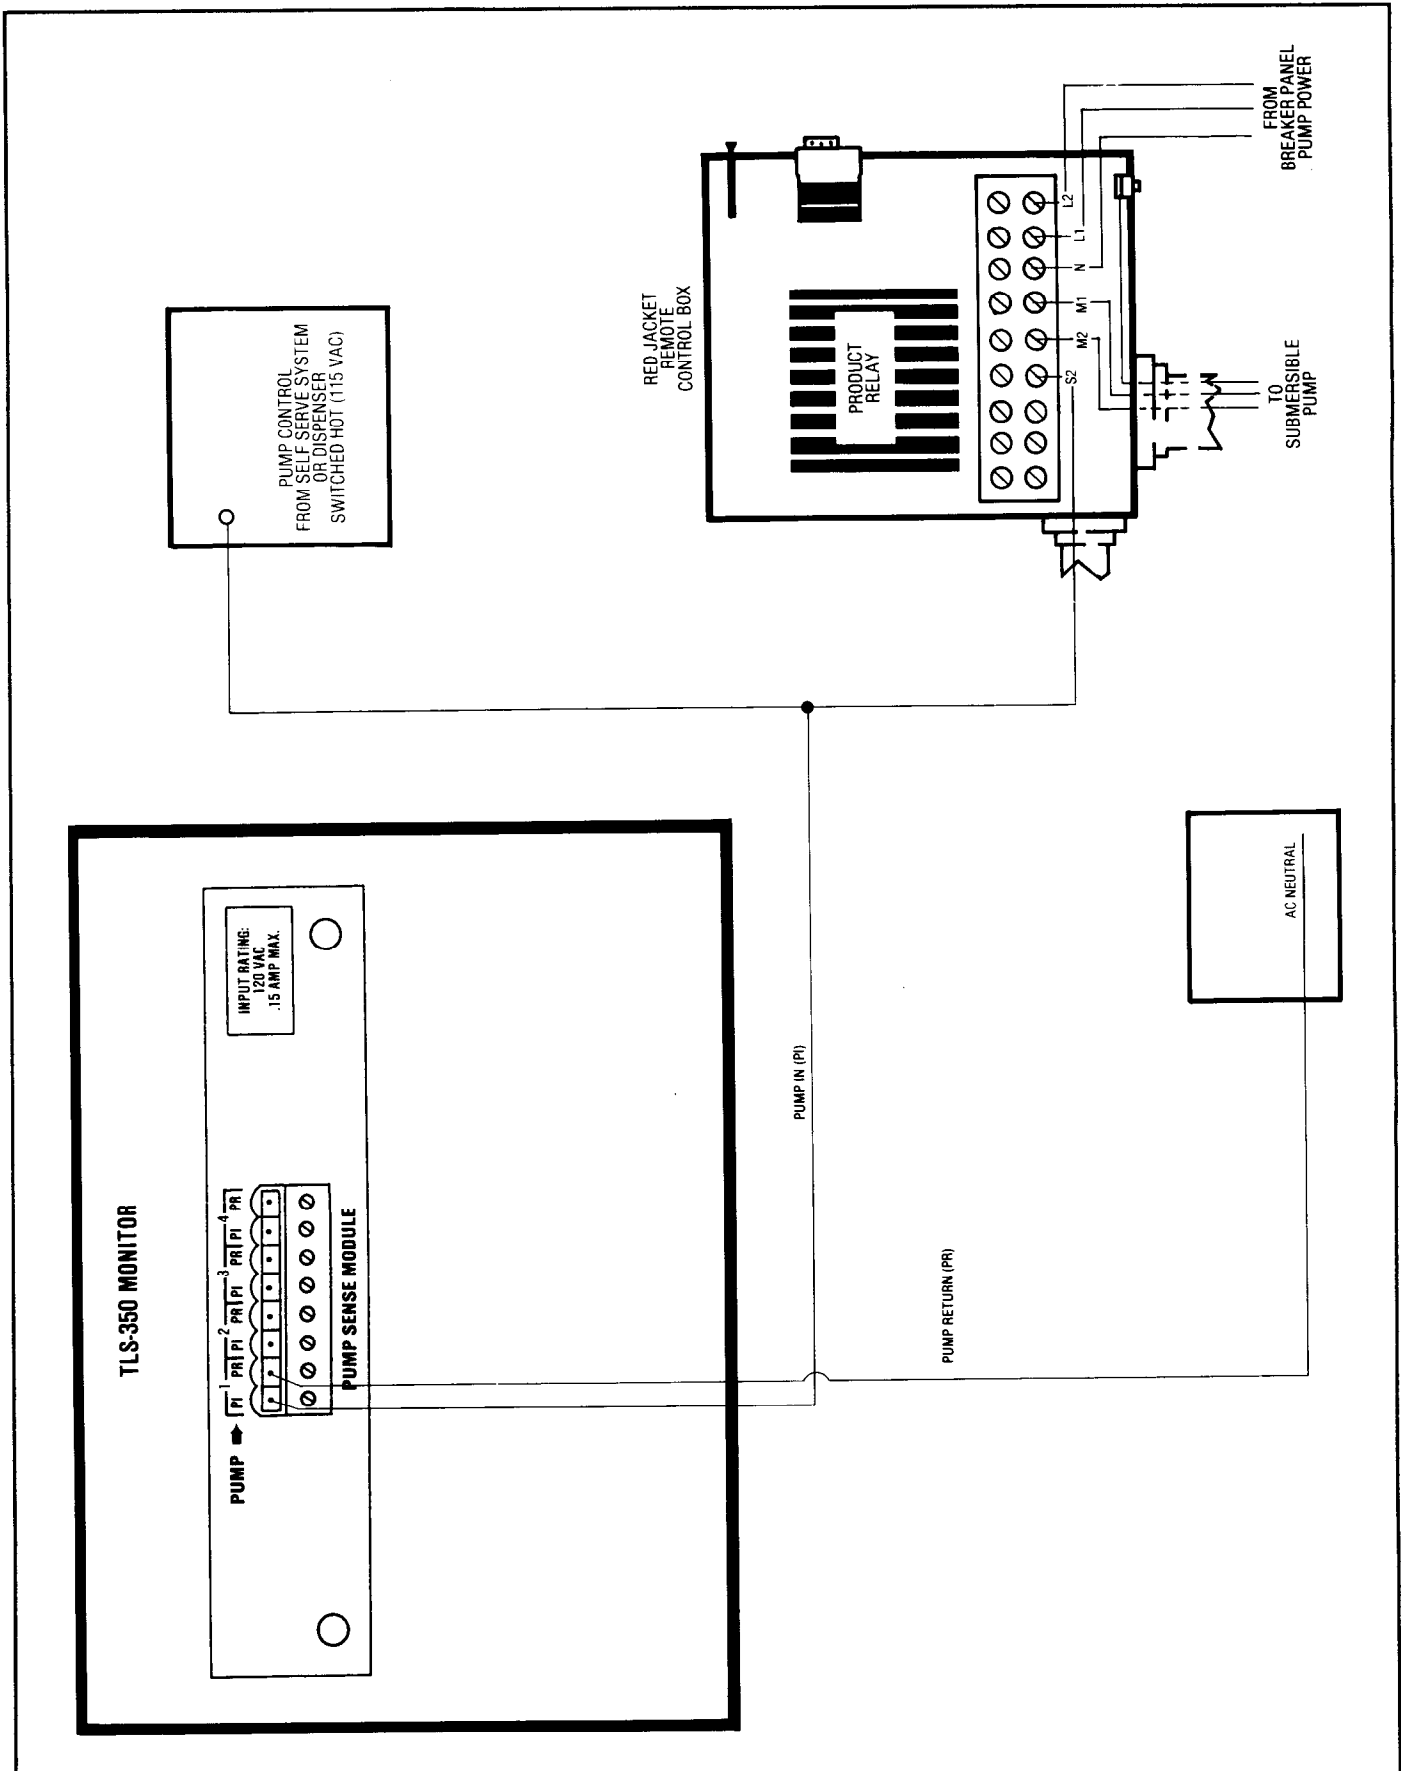 TLS-350 MONITOR
PUMP
1 2 3 4
PI PR PI PR PI PR PI PR
INPUT RATING:
120 VAC
.15 AMP MAX.
PUMP SENSE MODULE
PUMP CONTROL
FROM SELF SERVE SYSTEM
OR DISPENSER
SWITCHED HOT (115 VAC)
PUMP IN (PI)
PUMP RETURN (PR)
RED JACKET
REMOTE
CONTROL BOX
PRODUCT
RELAY
S2 M2 M1 N L1 L2
AC NEUTRAL
TO
SUBMERSIBLE
PUMP
FROM
BREAKER PANEL
PUMP POWER